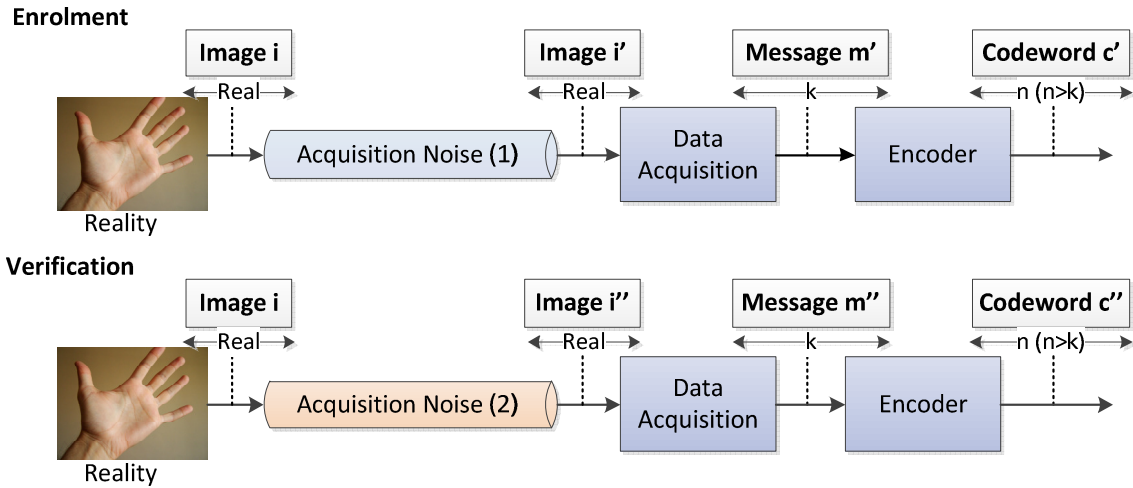 Enrolment
Image i
Image i’
Message m’
Codeword c’
Real
Real
k
n (n>k)
Acquisition Noise (1)
Data
Acquisition
Encoder
Reality
Verification
Image i
Image i’’
Message m’’
Codeword c’’
Real
Real
k
n (n>k)
Acquisition Noise (2)
Data
Acquisition
Encoder
Reality